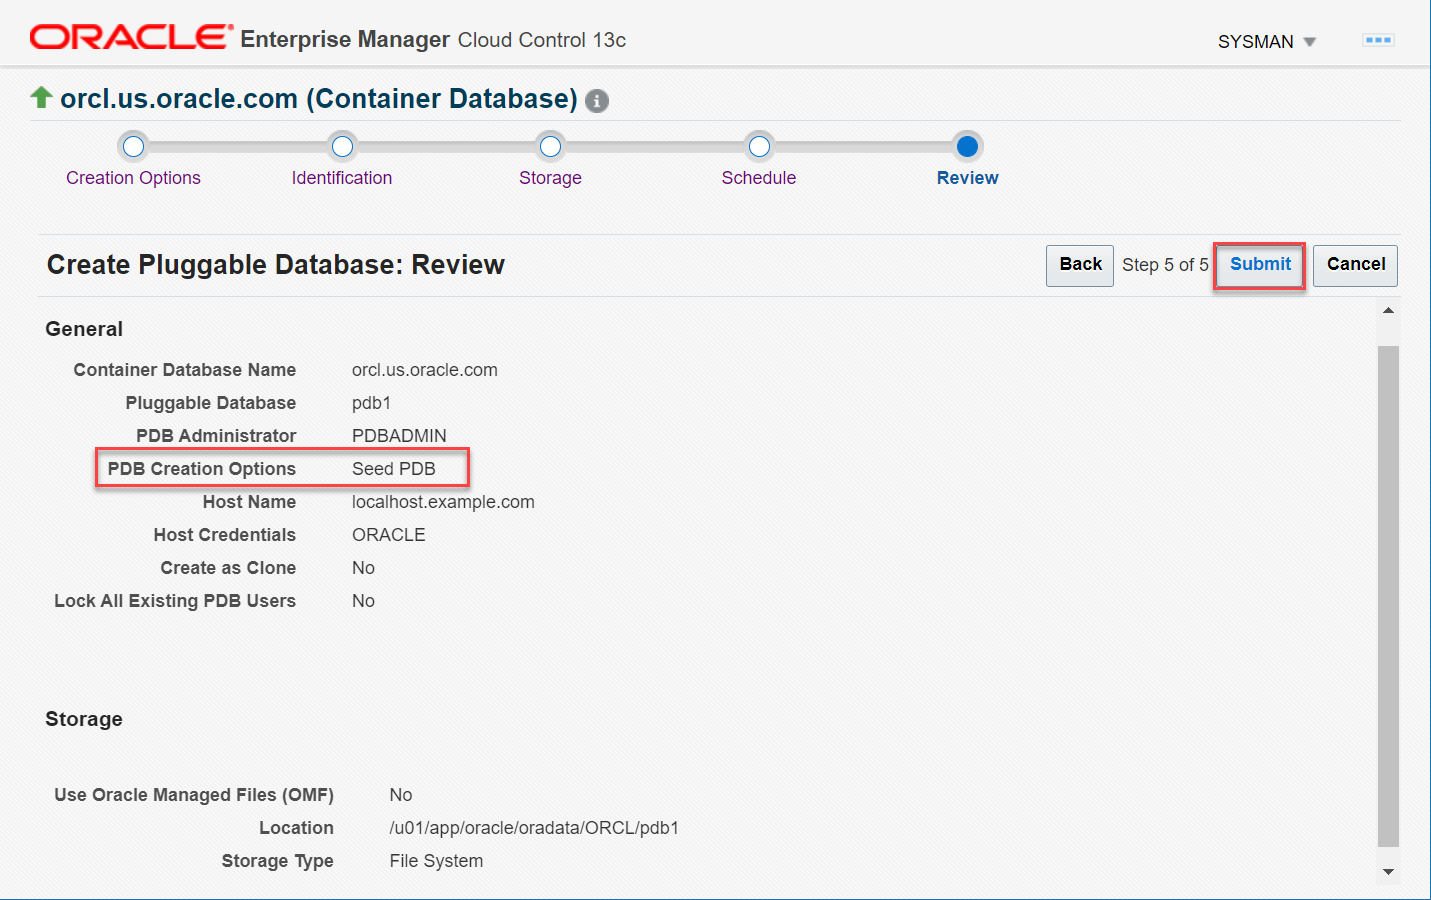 ORACLE Enterprise Manager Cloud Control 13c
SYSMAN
orcl.us.oracle.com (Container Database)
Creation Options Identification Storage Schedule Review
Create Pluggable Database: Review
Back Step 5 of 5 Submit Cancel
General
Container Database Name orcl.us.oracle.com
Pluggable Database pdb1
PDB Administrator PDBADMIN
PDB Creation Options Seed PDB
Host Name localhost.example.com
Host Credentials ORACLE
Create as Clone No
Lock All Existing PDB Users No
Storage
Use Oracle Managed Files (OMF) No
Location /u01/app/oracle/oradata/ORCL/pdb1
Storage Type File System